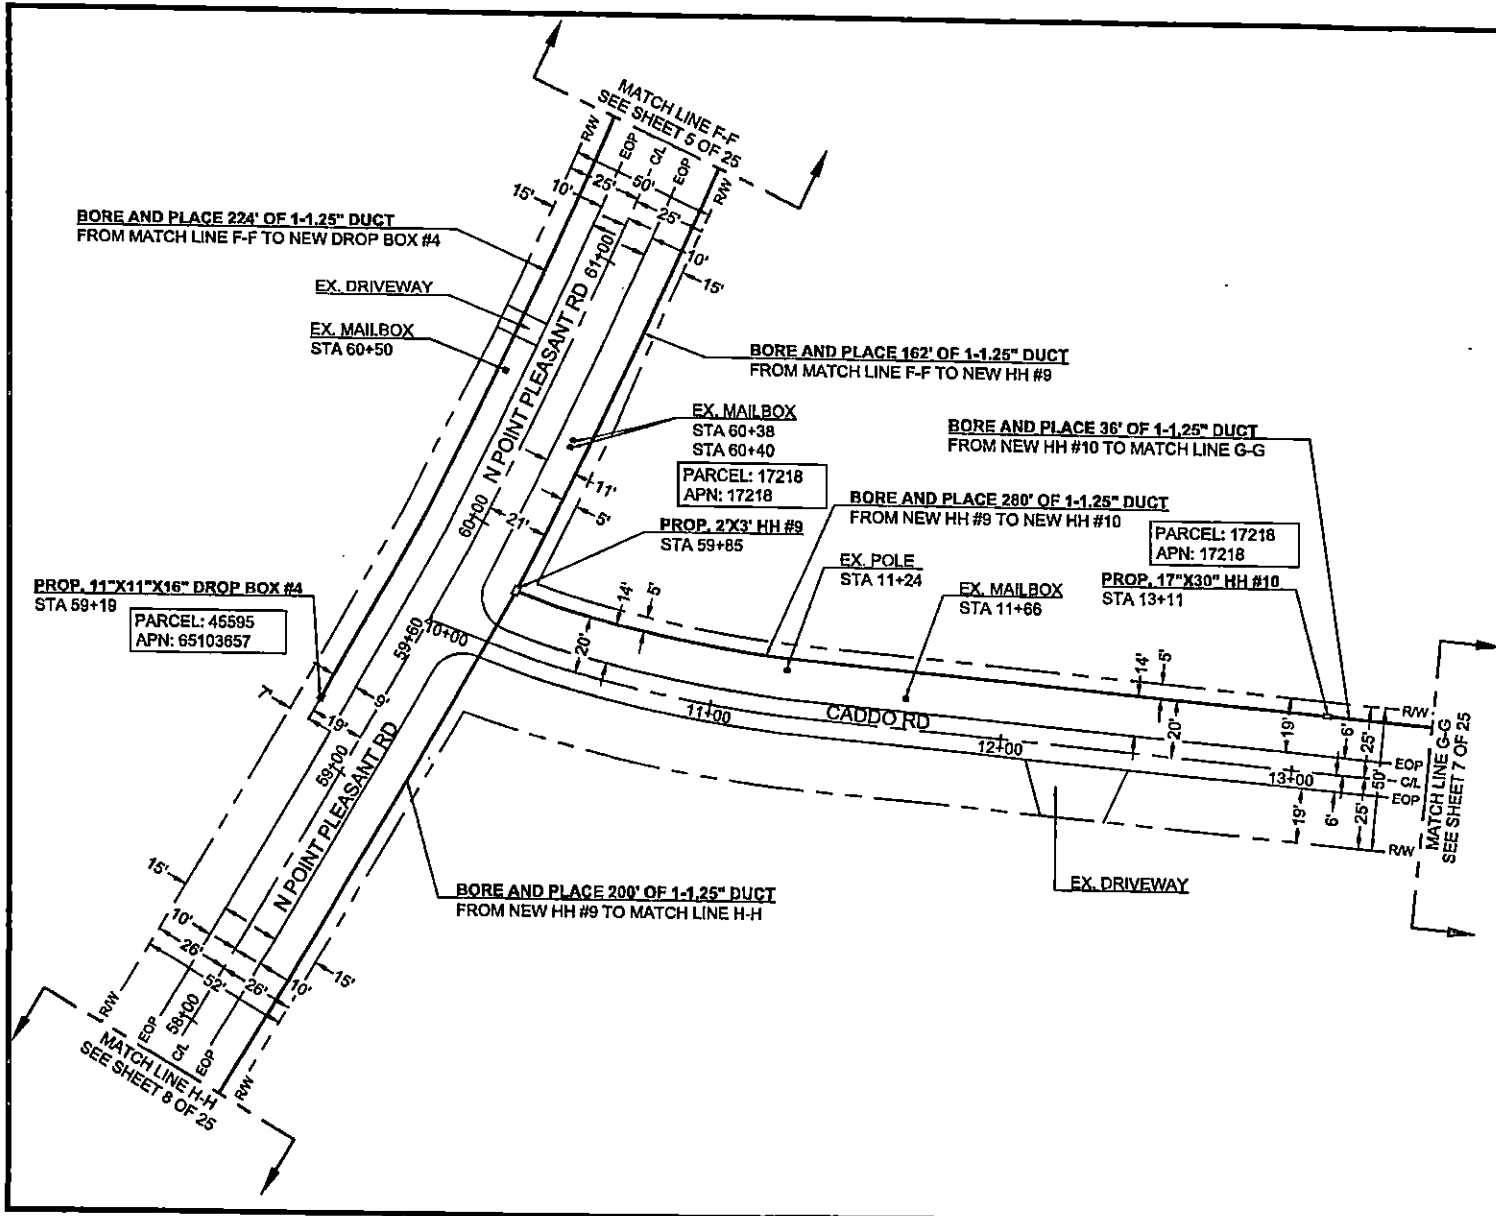 MATCH LINE F-F
SEE SHEET 5 OF 25
R/W
EOP
C/L
EOP
R/W
50'
25'
25'
10'
15'
10'
15'
BORE AND PLACE 224' OF 1-1.25" DUCT
FROM MATCH LINE F-F TO NEW DROP BOX #4
EX. DRIVEWAY
EX. MAILBOX
STA 60+50
61+00
N POINT PLEASANT RD
BORE AND PLACE 162' OF 1-1.25" DUCT
FROM MATCH LINE F-F TO NEW HH #9
EX. MAILBOX
STA 60+38
STA 60+40
PARCEL: 17218
APN: 17218
11'
5'
60+00
21'
PROP. 2'X3' HH #9
STA 59+85
BORE AND PLACE 36' OF 1-1.25" DUCT
FROM NEW HH #10 TO MATCH LINE G-G
BORE AND PLACE 280' OF 1-1.25" DUCT
FROM NEW HH #9 TO NEW HH #10
PARCEL: 17218
APN: 17218
PROP. 17"X30" HH #10
STA 13+11
EX. POLE
STA 11+24
EX. MAILBOX
STA 11+66
PROP. 11"X11"X16" DROP BOX #4
STA 59+19
PARCEL: 45595
APN: 65103657
59+60
10+00
14'
5'
20'
7'
9'
19'
59+00
11+00
CADDO RD
12+00
13+00
14'
5'
20'
19'
6'
25'
50'
19'
6'
25'
R/W
EOP
C/L
EOP
R/W
MATCH LINE G-G
SEE SHEET 7 OF 25
EX. DRIVEWAY
N POINT PLEASANT RD
BORE AND PLACE 200' OF 1-1.25" DUCT
FROM NEW HH #9 TO MATCH LINE H-H
15'
10'
26'
52'
26'
10'
15'
58+00
R/W
EOP
C/L
EOP
R/W
MATCH LINE H-H
SEE SHEET 8 OF 25